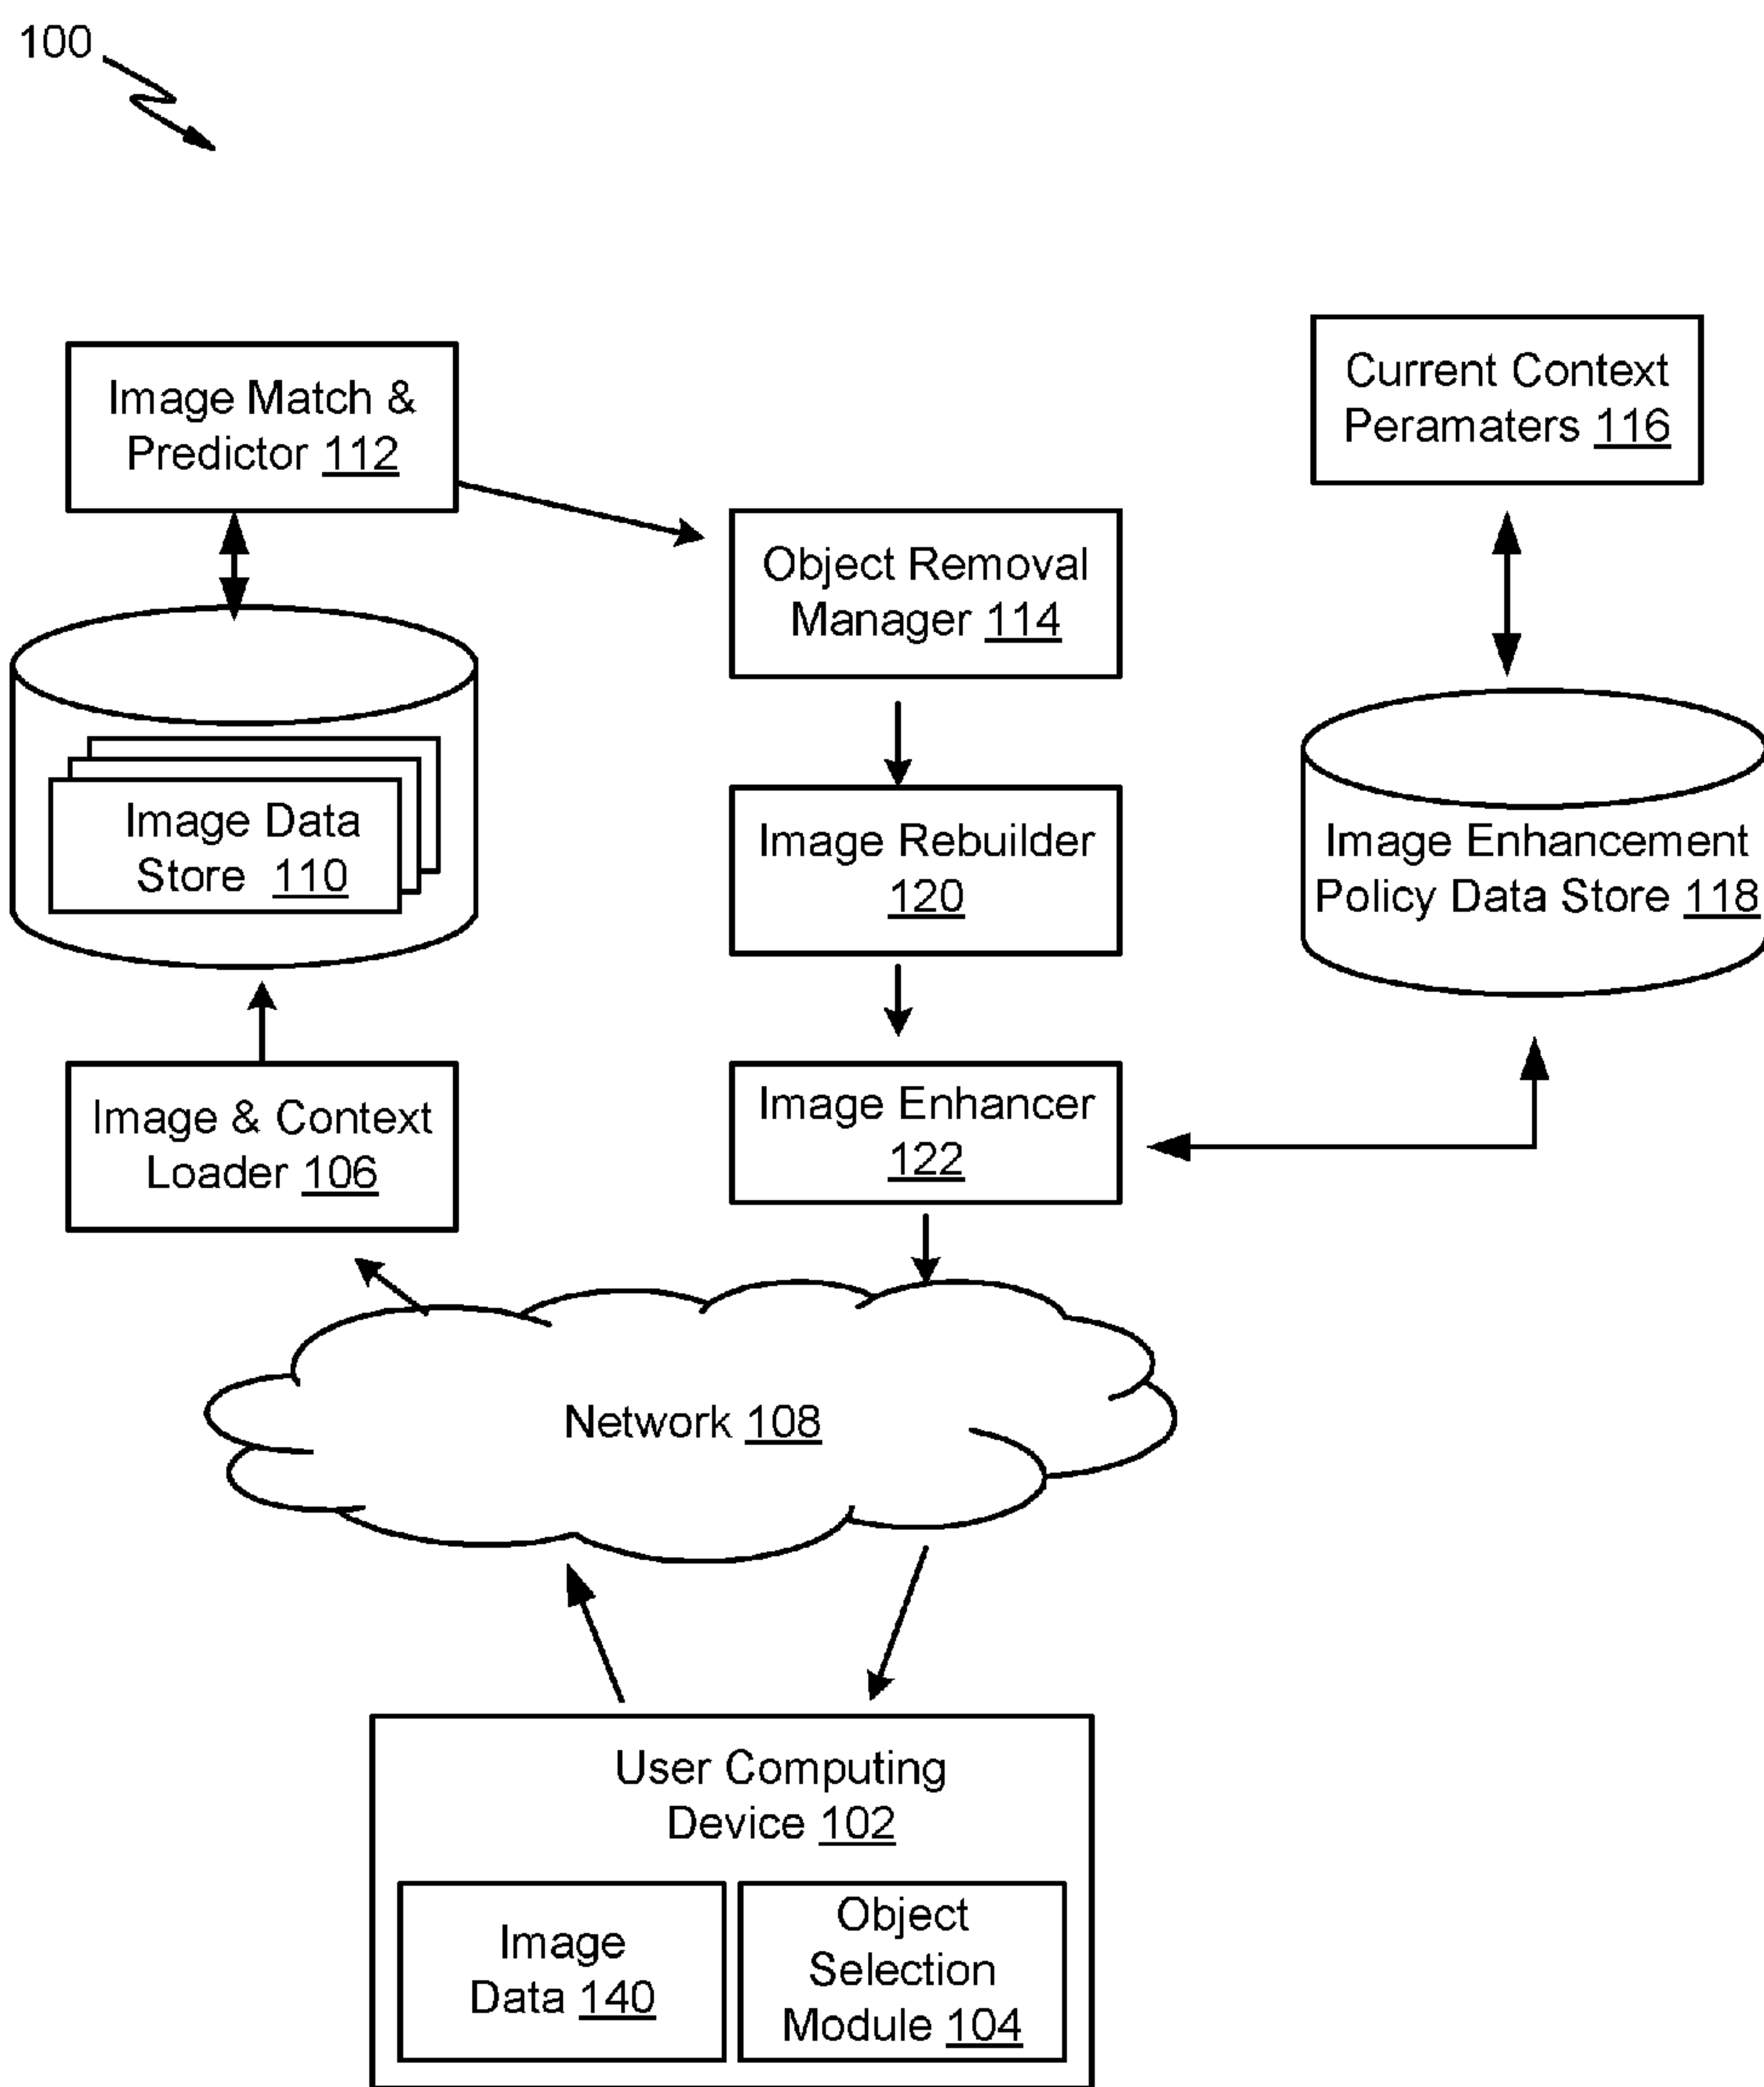 100
Image Match &
Predictor 112
Current Context
Peramaters 116
Object Removal
Manager 114
Image Data
Store 110
Image Rebuilder
120
Image Enhancement
Policy Data Store 118
Image & Context
Loader 106
Image Enhancer
122
Network 108
User Computing
Device 102
Image
Data 140
Object
Selection
Module 104